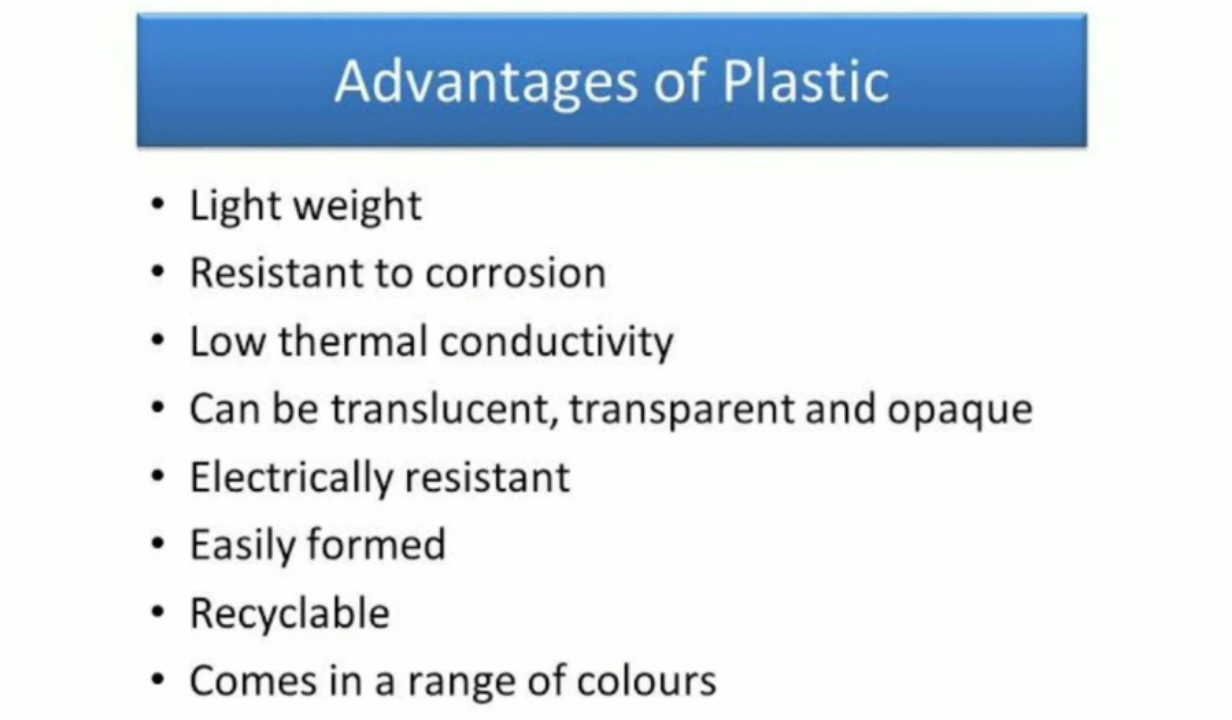 Advantages of Plastic
• Light weight
• Resistant to corrosion
• Low thermal conductivity
• Can be translucent, transparent and opaque
• Electrically resistant
• Easily formed
• Recyclable
• Comes in a range of colours